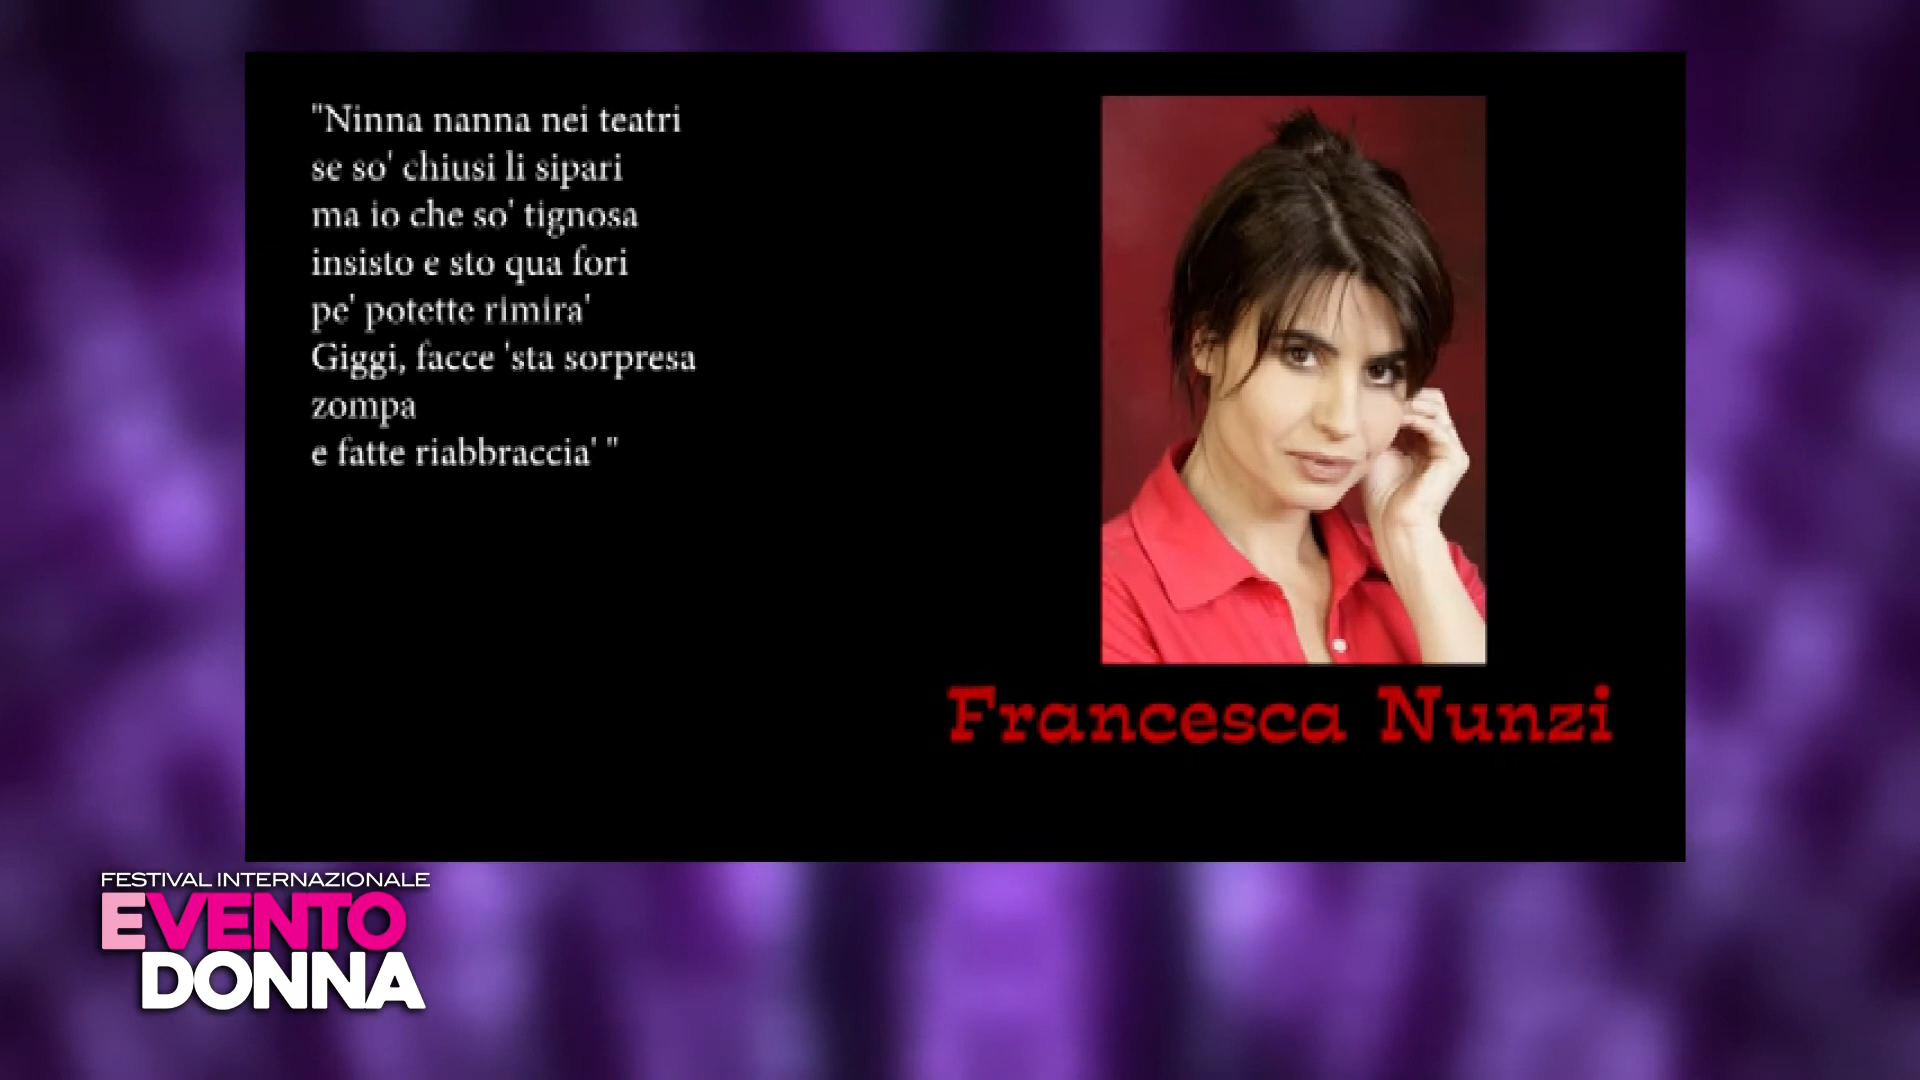 "Ninna nanna nei teatri
se so' chiusi li sipari
ma io che so' tignosa
insisto e sto qua fori
pe' potette rimira'
Giggi, facce 'sta sorpresa
zompa
e fatte riabbraccia' "
Francesca Nunzi
FESTIVAL INTERNAZIONALE
EVENTO
DONNA